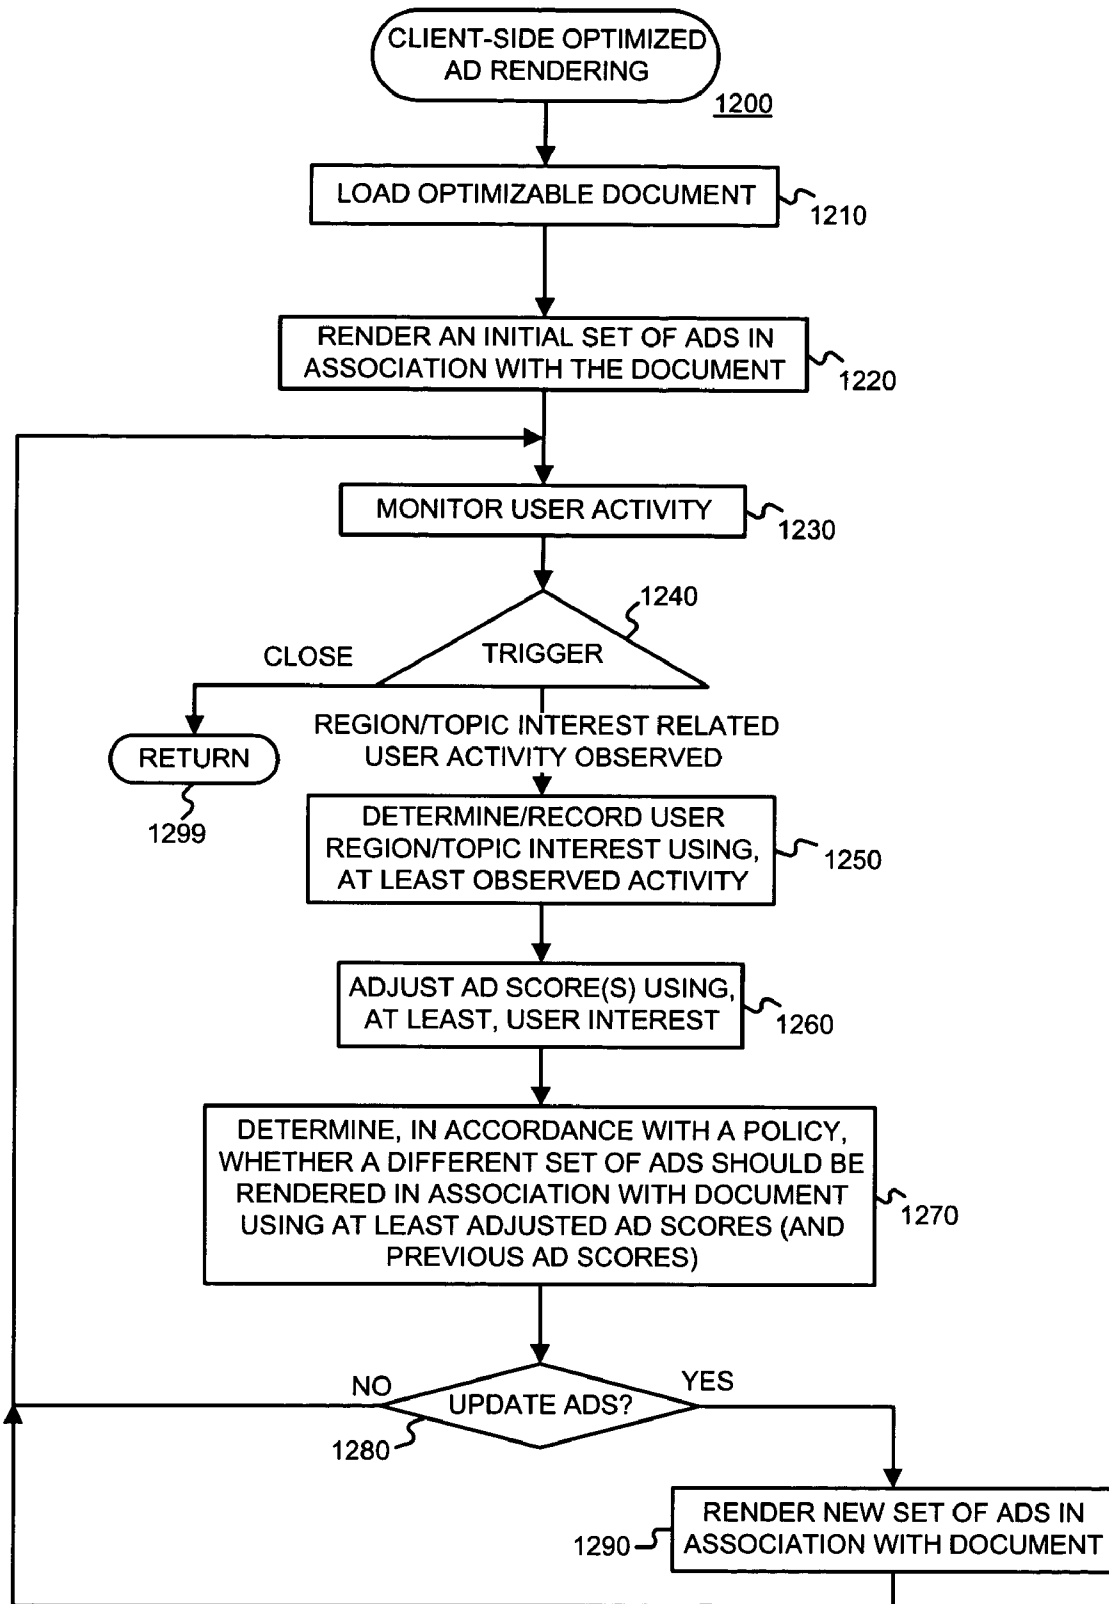 CLIENT-SIDE OPTIMIZED
AD RENDERING
1200
LOAD OPTIMIZABLE DOCUMENT
1210
RENDER AN INITIAL SET OF ADS IN
ASSOCIATION WITH THE DOCUMENT
1220
MONITOR USER ACTIVITY
1230
1240
TRIGGER
CLOSE
RETURN
1299
REGION/TOPIC INTEREST RELATED
USER ACTIVITY OBSERVED
DETERMINE/RECORD USER
REGION/TOPIC INTEREST USING,
AT LEAST OBSERVED ACTIVITY
1250
ADJUST AD SCORE(S) USING,
AT LEAST, USER INTEREST
1260
DETERMINE, IN ACCORDANCE WITH A POLICY,
WHETHER A DIFFERENT SET OF ADS SHOULD BE
RENDERED IN ASSOCIATION WITH DOCUMENT
USING AT LEAST ADJUSTED AD SCORES (AND
PREVIOUS AD SCORES)
1270
NO
UPDATE ADS?
YES
1280
RENDER NEW SET OF ADS IN
ASSOCIATION WITH DOCUMENT
1290